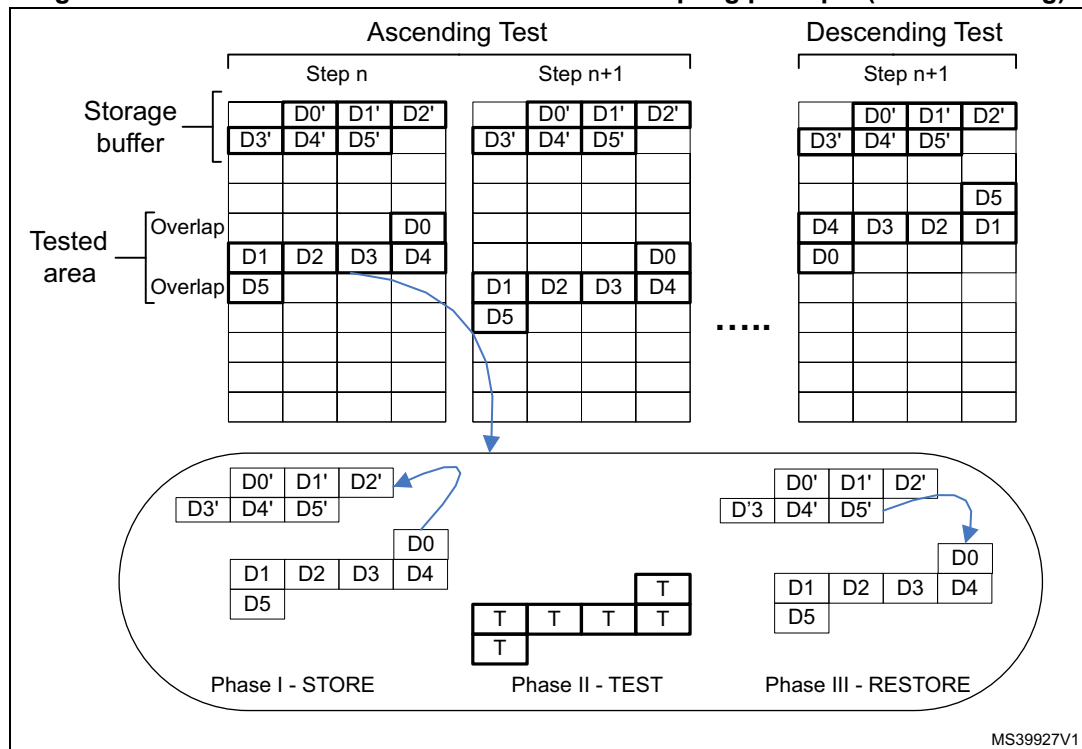 Ascending Test
Descending Test
Step n
Step n+1
Step n+1
Storage
buffer
D0' D1' D2'
D3' D4' D5'
D0' D1' D2'
D3' D4' D5'
D0' D1' D2'
D3' D4' D5'
Tested
area
Overlap
Overlap
D0
D1 D2 D3 D4
D5
D0
D1 D2 D3 D4
D5
.....
D5
D4 D3 D2 D1
D0
D0' D1' D2'
D3' D4' D5'
D0
D1 D2 D3 D4
D5
Phase I - STORE
T
T T T T
T
Phase II - TEST
D0' D1' D2'
D'3 D4' D5'
D0
D1 D2 D3 D4
D5
Phase III - RESTORE
MS39927V1